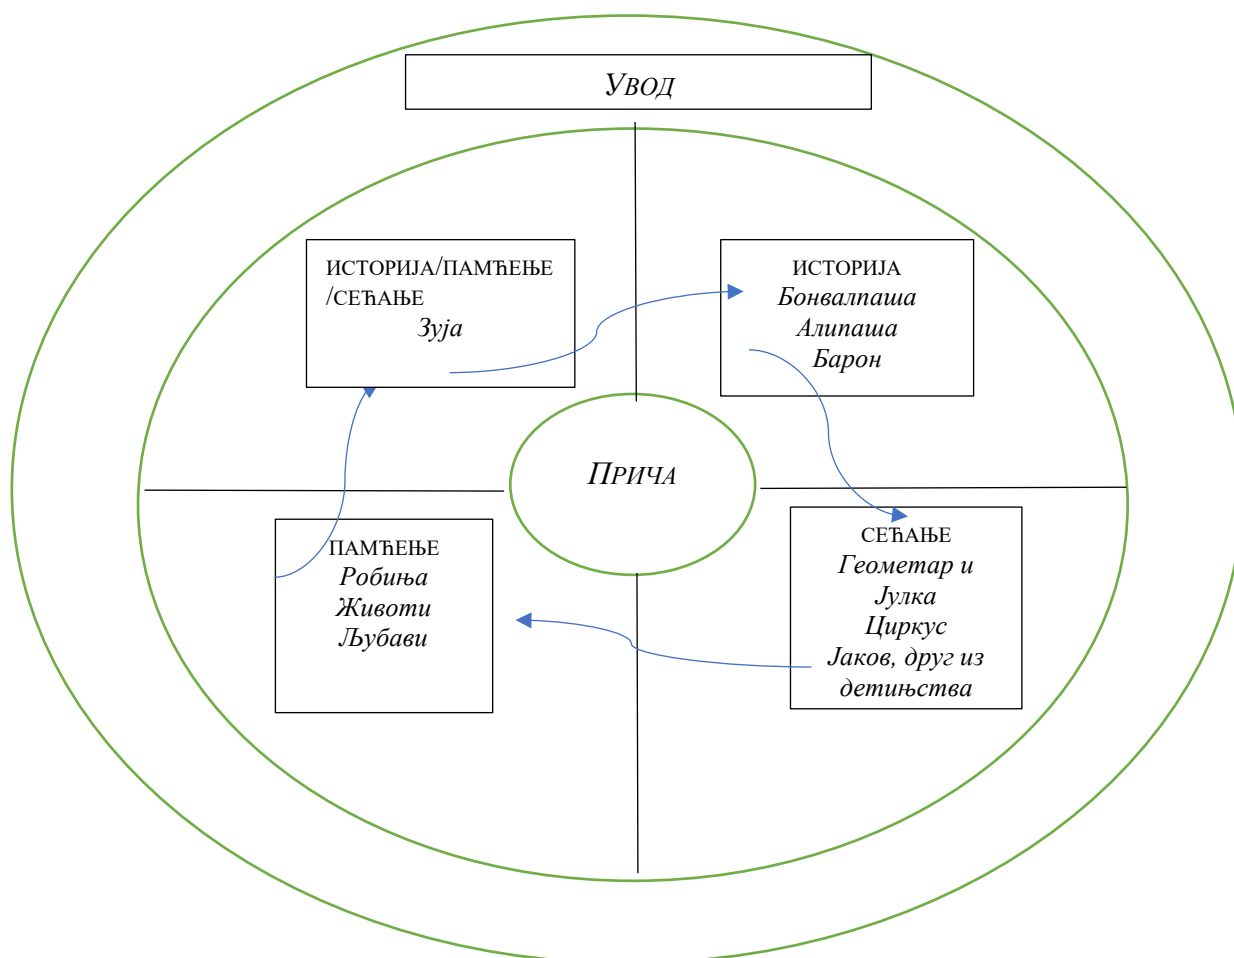 УВОД
ИСТОРИЈА/ПАМЋЕЊЕ
/СЕЋАЊЕ
Зуја
ИСТОРИЈА
Бонвалпаша
Алипаша
Барон
ПРИЧА
ПАМЋЕЊЕ
Робиња
Животи
Љубави
СЕЋАЊЕ
Геометар и
Јулка
Циркус
Јаков, друг из
детињства